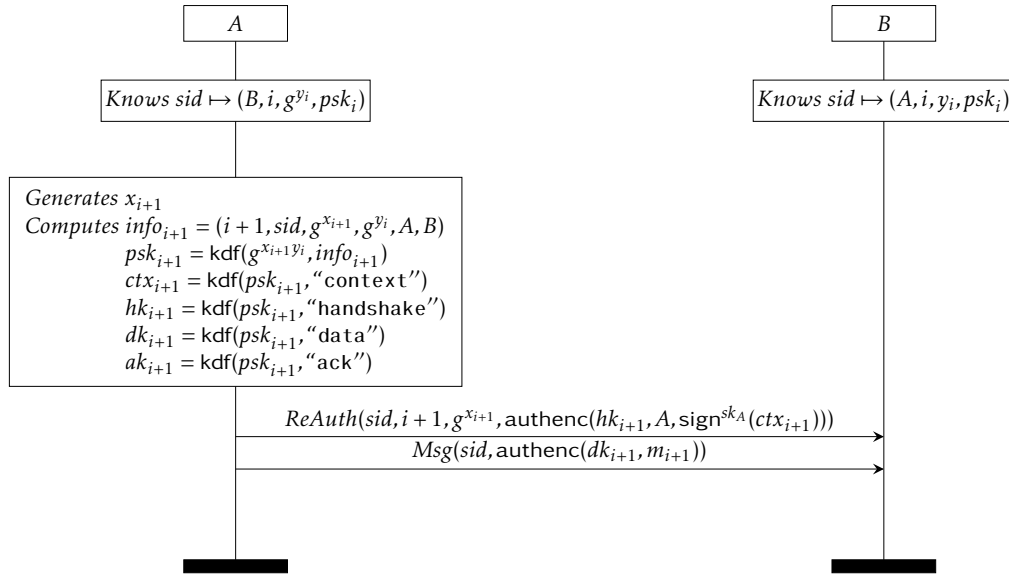 A
B
Knows sid ↦ (B, i, g^{y_i}, psk_i)
Knows sid ↦ (A, i, y_i, psk_i)
Generates x_{i+1}
Computes info_{i+1} = (i + 1, sid, g^{x_{i+1}}, g^{y_i}, A, B)
psk_{i+1} = kdf(g^{x_{i+1}y_i}, info_{i+1})
ctx_{i+1} = kdf(psk_{i+1}, “context”)
hk_{i+1} = kdf(psk_{i+1}, “handshake”)
dk_{i+1} = kdf(psk_{i+1}, “data”)
ak_{i+1} = kdf(psk_{i+1}, “ack”)
ReAuth(sid, i + 1, g^{x_{i+1}}, authenc(hk_{i+1}, A, sign^{sk_A}(ctx_{i+1})))
Msg(sid, authenc(dk_{i+1}, m_{i+1}))